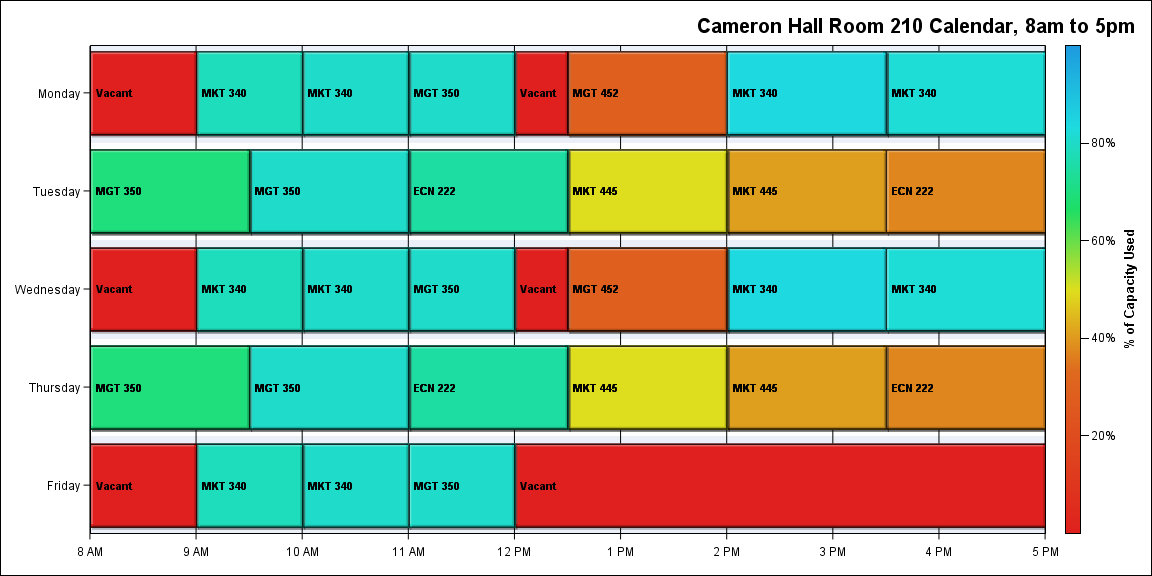 Cameron Hall Room 210 Calendar, 8am to 5pm
Monday
Vacant
MKT 340
MKT 340
MGT 350
Vacant
MGT 452
MKT 340
MKT 340
Tuesday
MGT 350
MGT 350
ECN 222
MKT 445
MKT 445
ECN 222
Wednesday
Vacant
MKT 340
MKT 340
MGT 350
Vacant
MGT 452
MKT 340
MKT 340
Thursday
MGT 350
MGT 350
ECN 222
MKT 445
MKT 445
ECN 222
Friday
Vacant
MKT 340
MKT 340
MGT 350
Vacant
8 AM
9 AM
10 AM
11 AM
12 PM
1 PM
2 PM
3 PM
4 PM
5 PM
80%
60%
40%
20%
% of Capacity Used